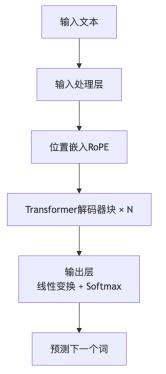 输入文本
输入处理层
位置嵌入RoPE
Transformer解码器块 × N
输出层
线性变换 + Softmax
预测下一个词